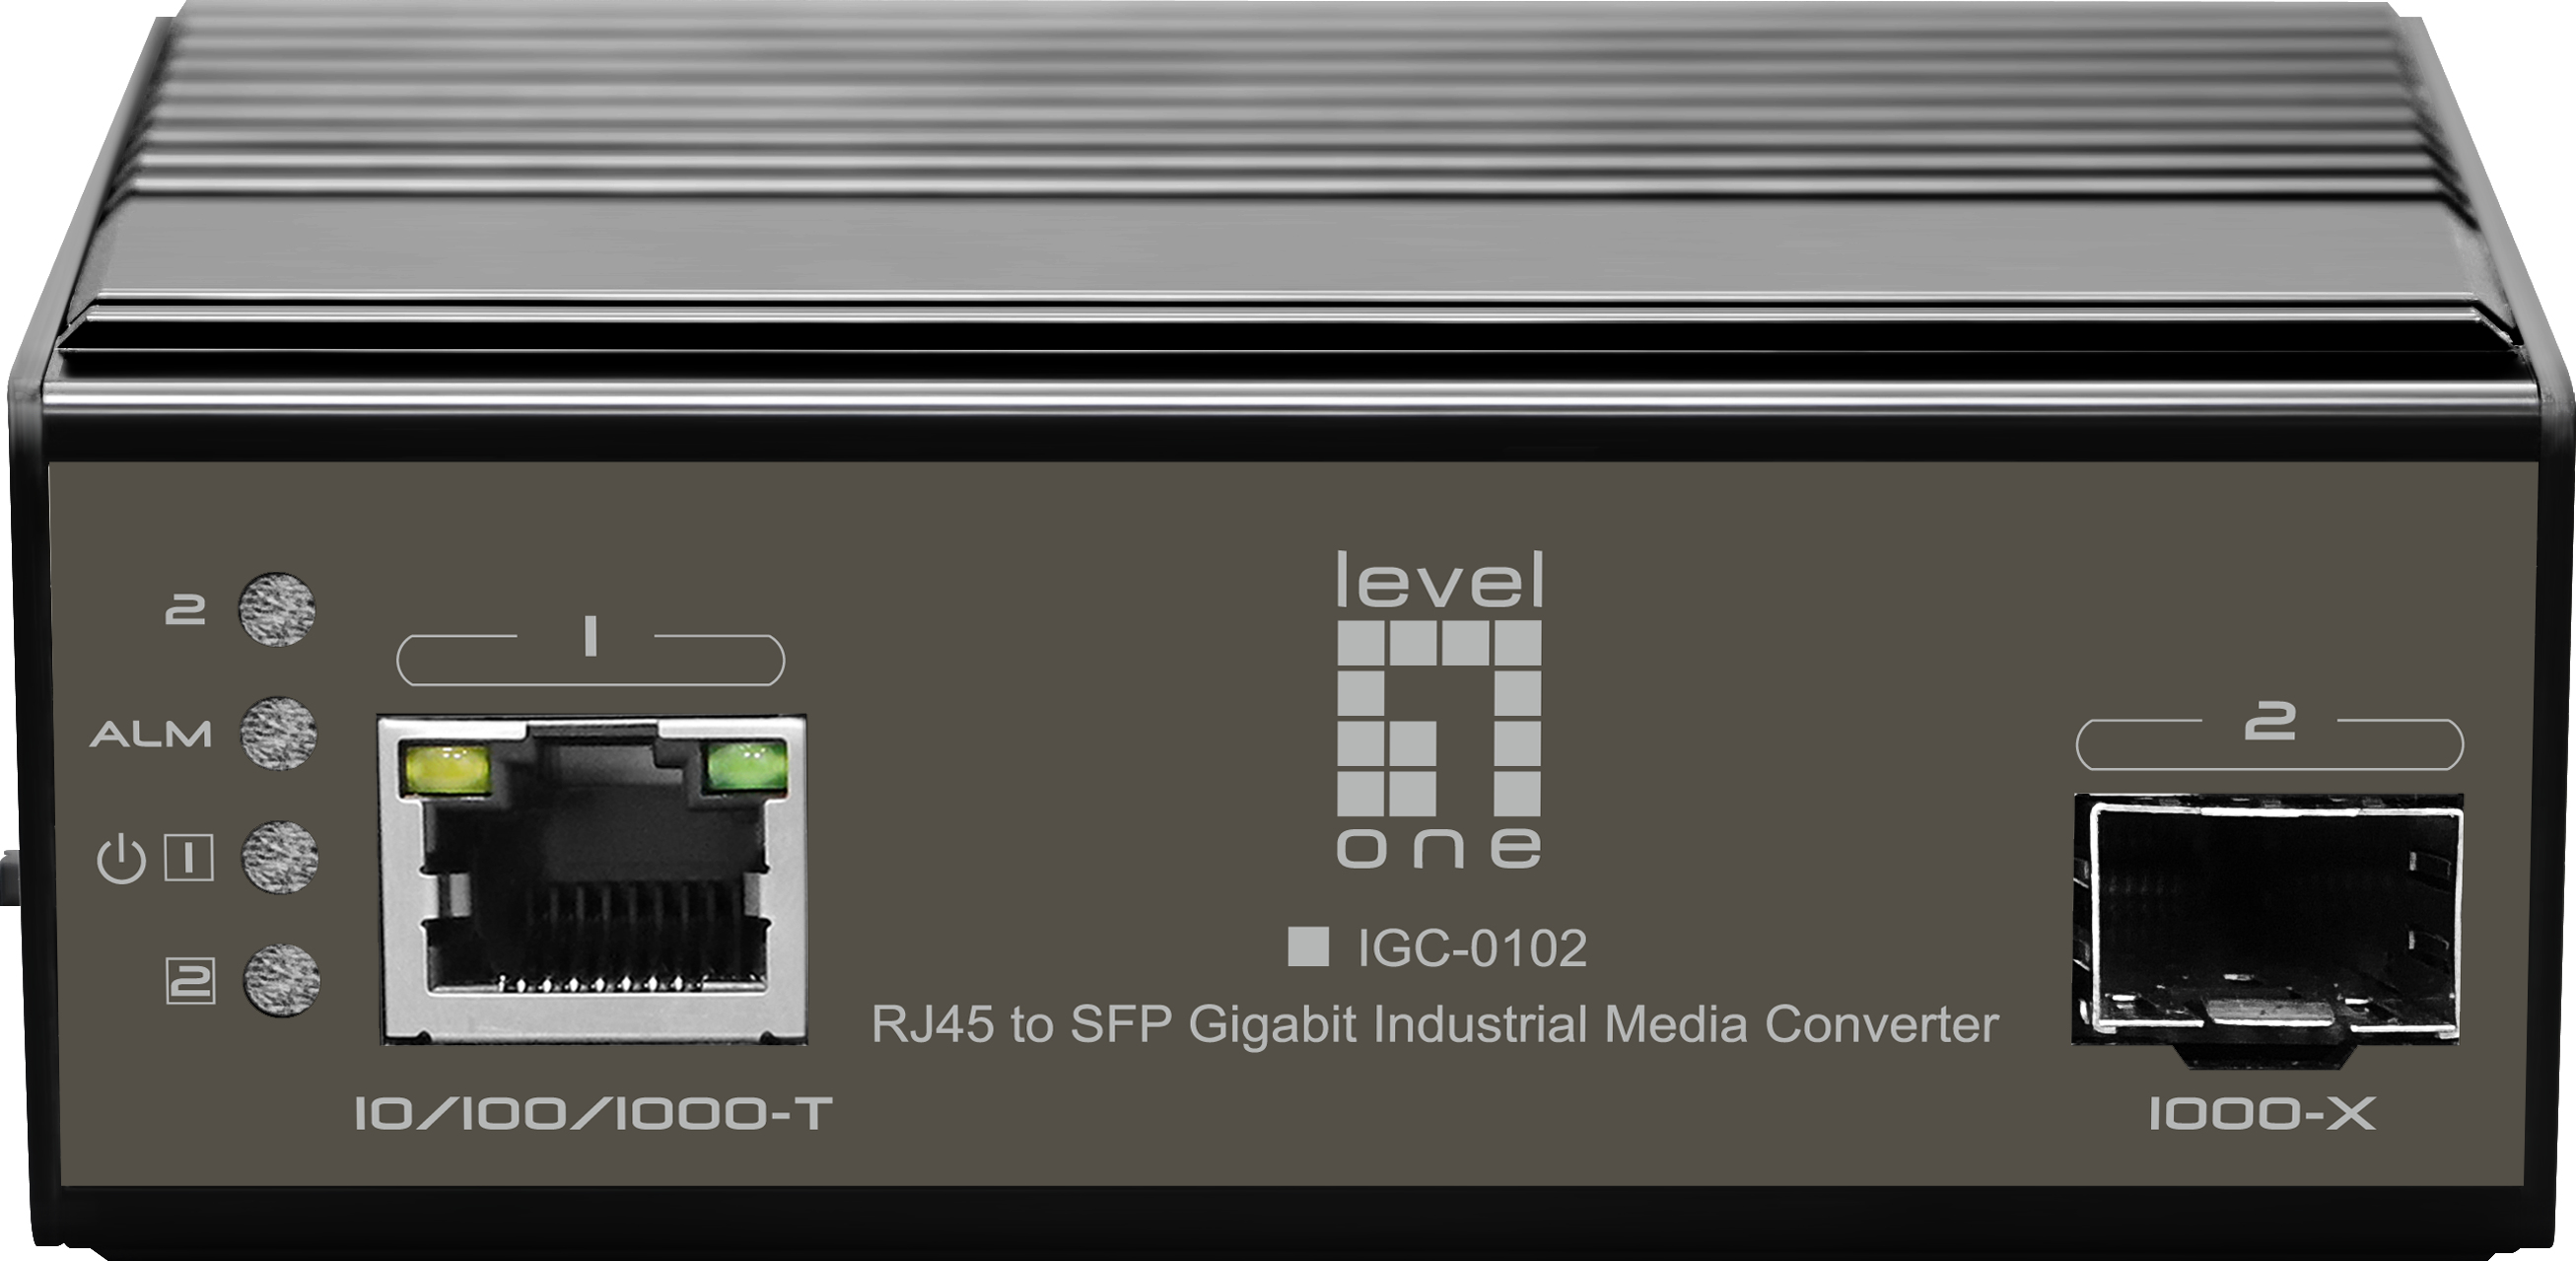 2
ALM
1
2
1
10/100/1000-T
level
one
IGC-0102
RJ45 to SFP Gigabit Industrial Media Converter
2
1000-X